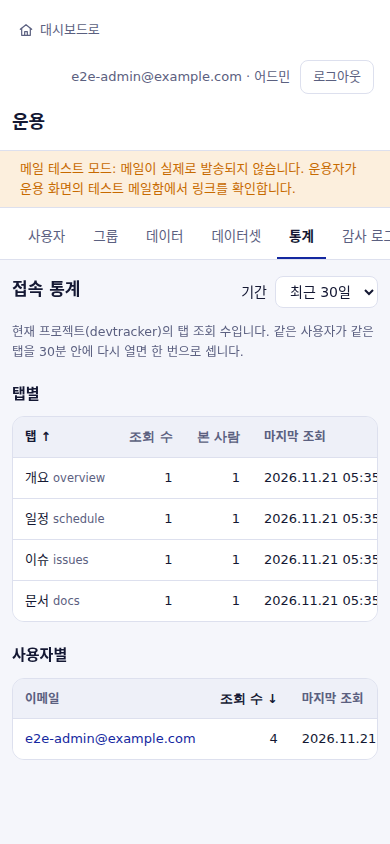 대시보드로
e2e-admin@example.com · 어드민 로그아웃
운용
메일 테스트 모드: 메일이 실제로 발송되지 않습니다. 운용자가
운용 화면의 테스트 메일함에서 링크를 확인합니다.
사용자 그룹 데이터 데이터셋 통계 감사 로그
접속 통계 기간 최근 30일
현재 프로젝트(devtracker)의 탭 조회 수입니다. 같은 사용자가 같은
탭을 30분 안에 다시 열면 한 번으로 셉니다.
탭별
탭 ↑ 조회 수 본 사람 마지막 조회
개요 overview 1 1 2026.11.21 05:35
일정 schedule 1 1 2026.11.21 05:35
이슈 issues 1 1 2026.11.21 05:35
문서 docs 1 1 2026.11.21 05:35
사용자별
이메일 조회 수 ↓ 마지막 조회
e2e-admin@example.com 4 2026.11.21